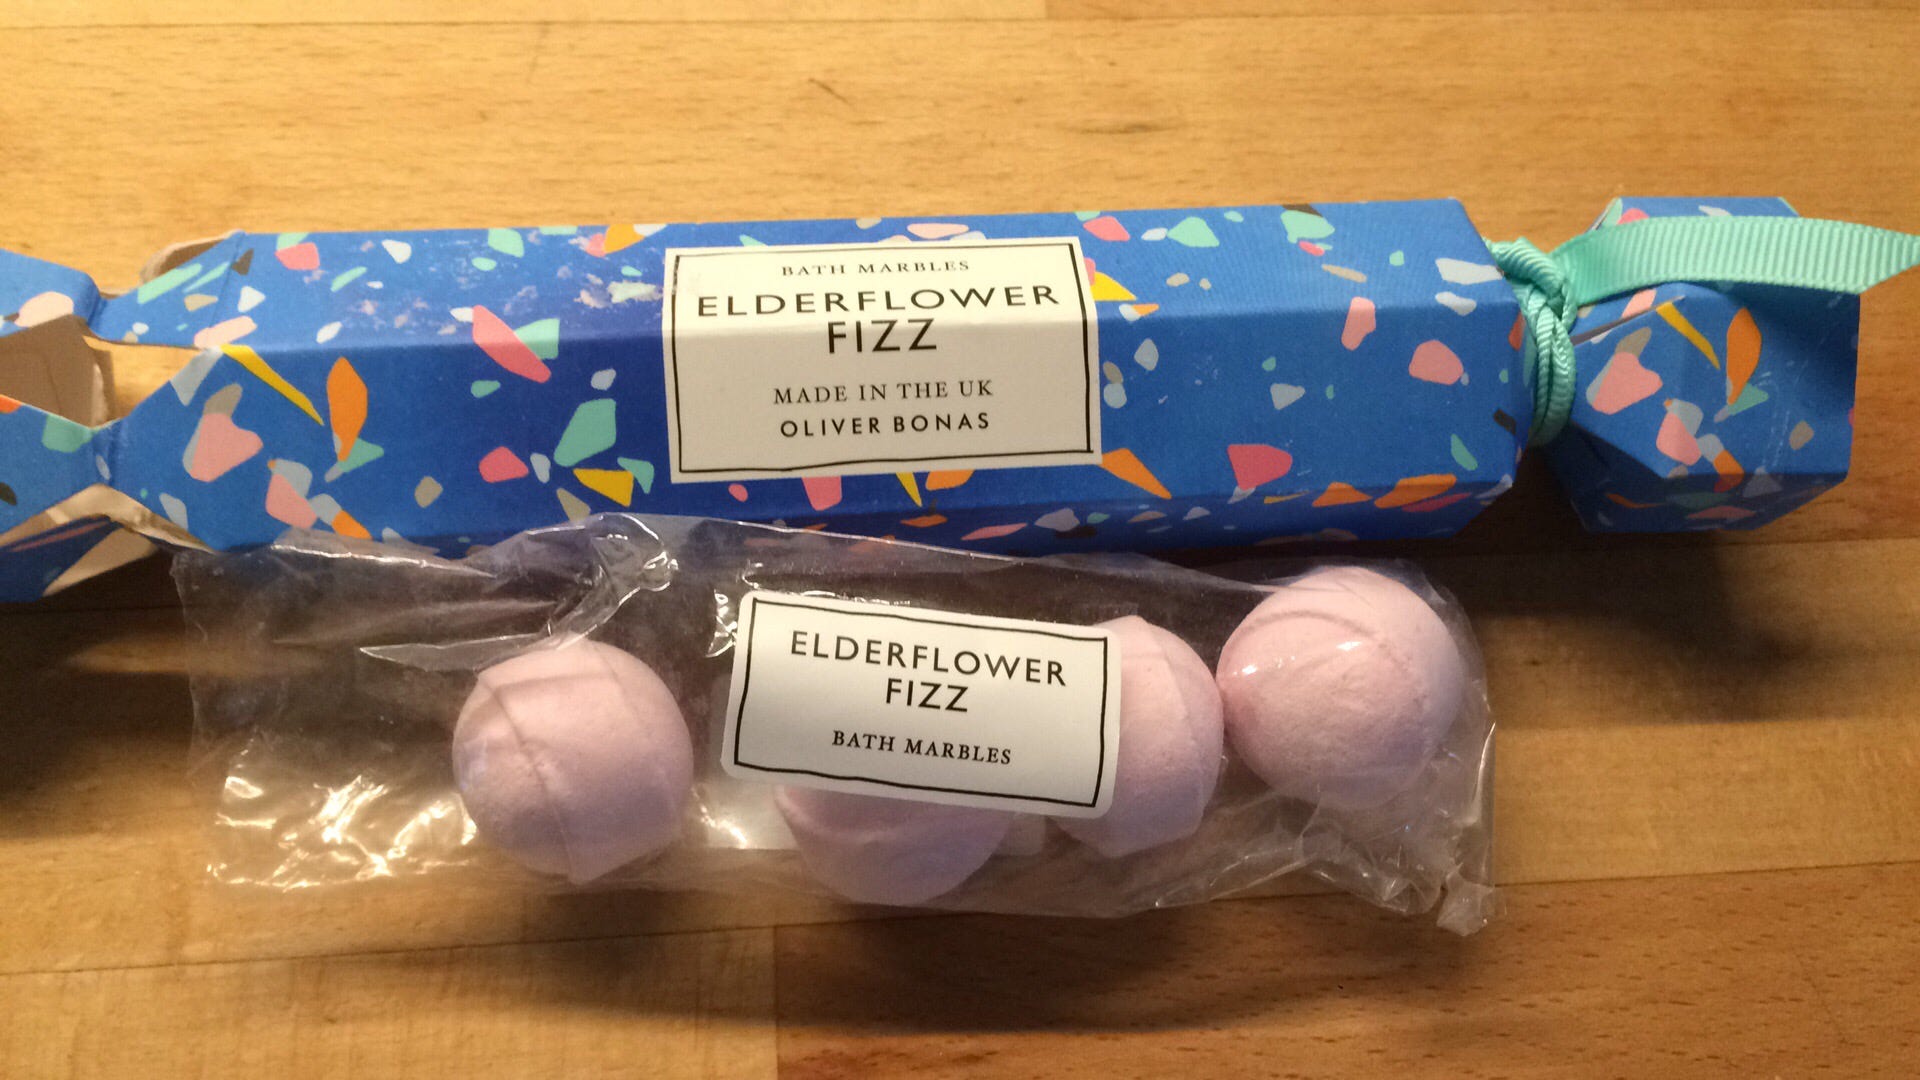 BATH MARBLES
ELDERFLOWER
FIZZ
MADE IN THE UK
OLIVER BONAS
ELDERFLOWER
FIZZ
BATH MARBLES